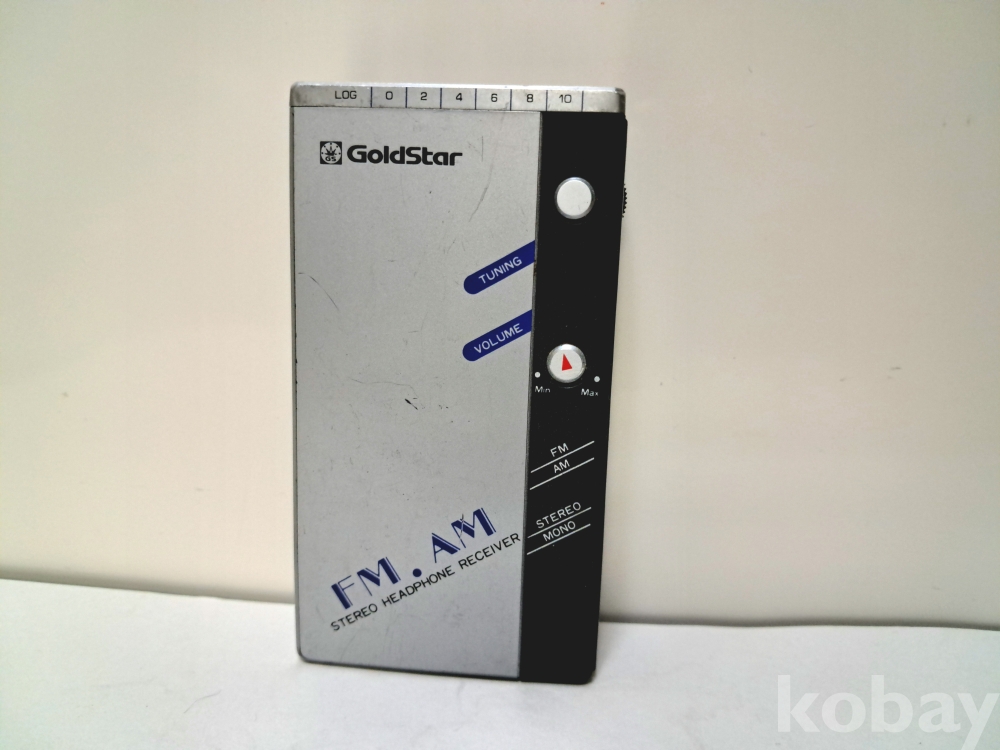 LOG 0 2 4 6 8 10
GS GoldStar
TUNING
VOLUME
Min Max
FM
AM
STEREO
MONO
FM.AM
STEREO HEADPHONE RECEIVER
kobay